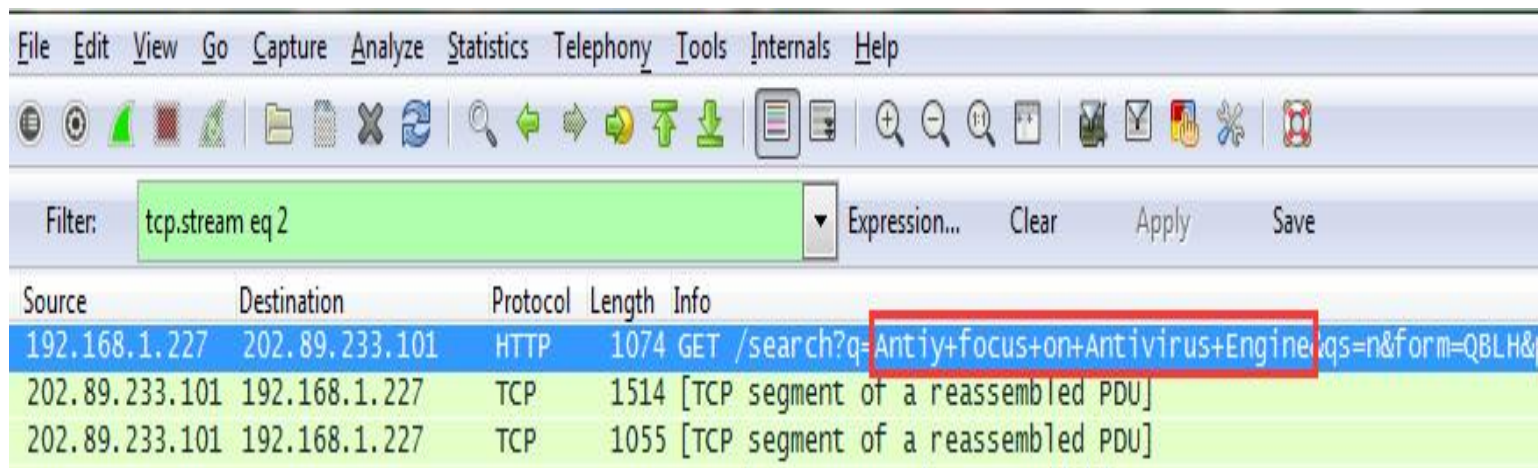 File Edit View Go Capture Analyze Statistics Telephony Tools Internals Help
Filter: tcp.stream eq 2 Expression... Clear Apply Save
Source Destination Protocol Length Info
192.168.1.227 202.89.233.101 HTTP 1074 GET /search?q=Antiy+focus+on+Antivirus+Engine&qs=n&form=QBLH&
202.89.233.101 192.168.1.227 TCP 1514 [TCP segment of a reassembled PDU]
202.89.233.101 192.168.1.227 TCP 1055 [TCP segment of a reassembled PDU]